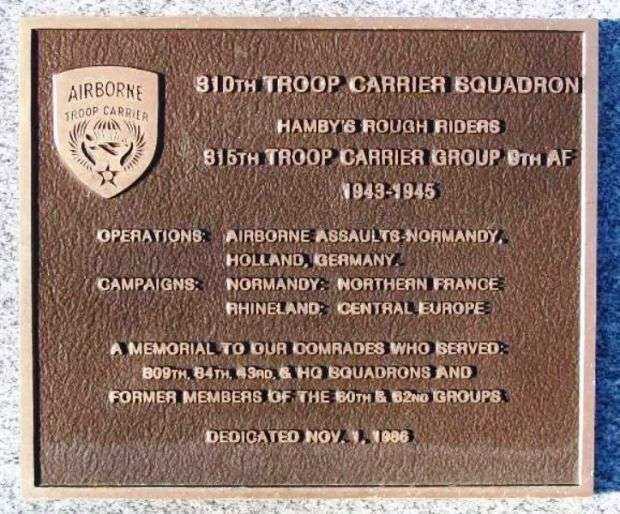 AIRBORNE
TROOP CARRIER
310TH TROOP CARRIER SQUADRON
HAMBY'S ROUGH RIDERS
315TH TROOP CARRIER GROUP 9TH AF
1943-1945
OPERATIONS: AIRBORNE ASSAULTS-NORMANDY,
HOLLAND, GERMANY.
CAMPAIGNS: NORMANDY: NORTHERN FRANCE
RHINELAND: CENTRAL EUROPE
A MEMORIAL TO OUR COMRADES WHO SERVED:
309TH, 34TH, 43RD, & HQ SQUADRONS AND
FORMER MEMBERS OF THE 60TH & 62ND GROUPS.
DEDICATED NOV. 1, 1986